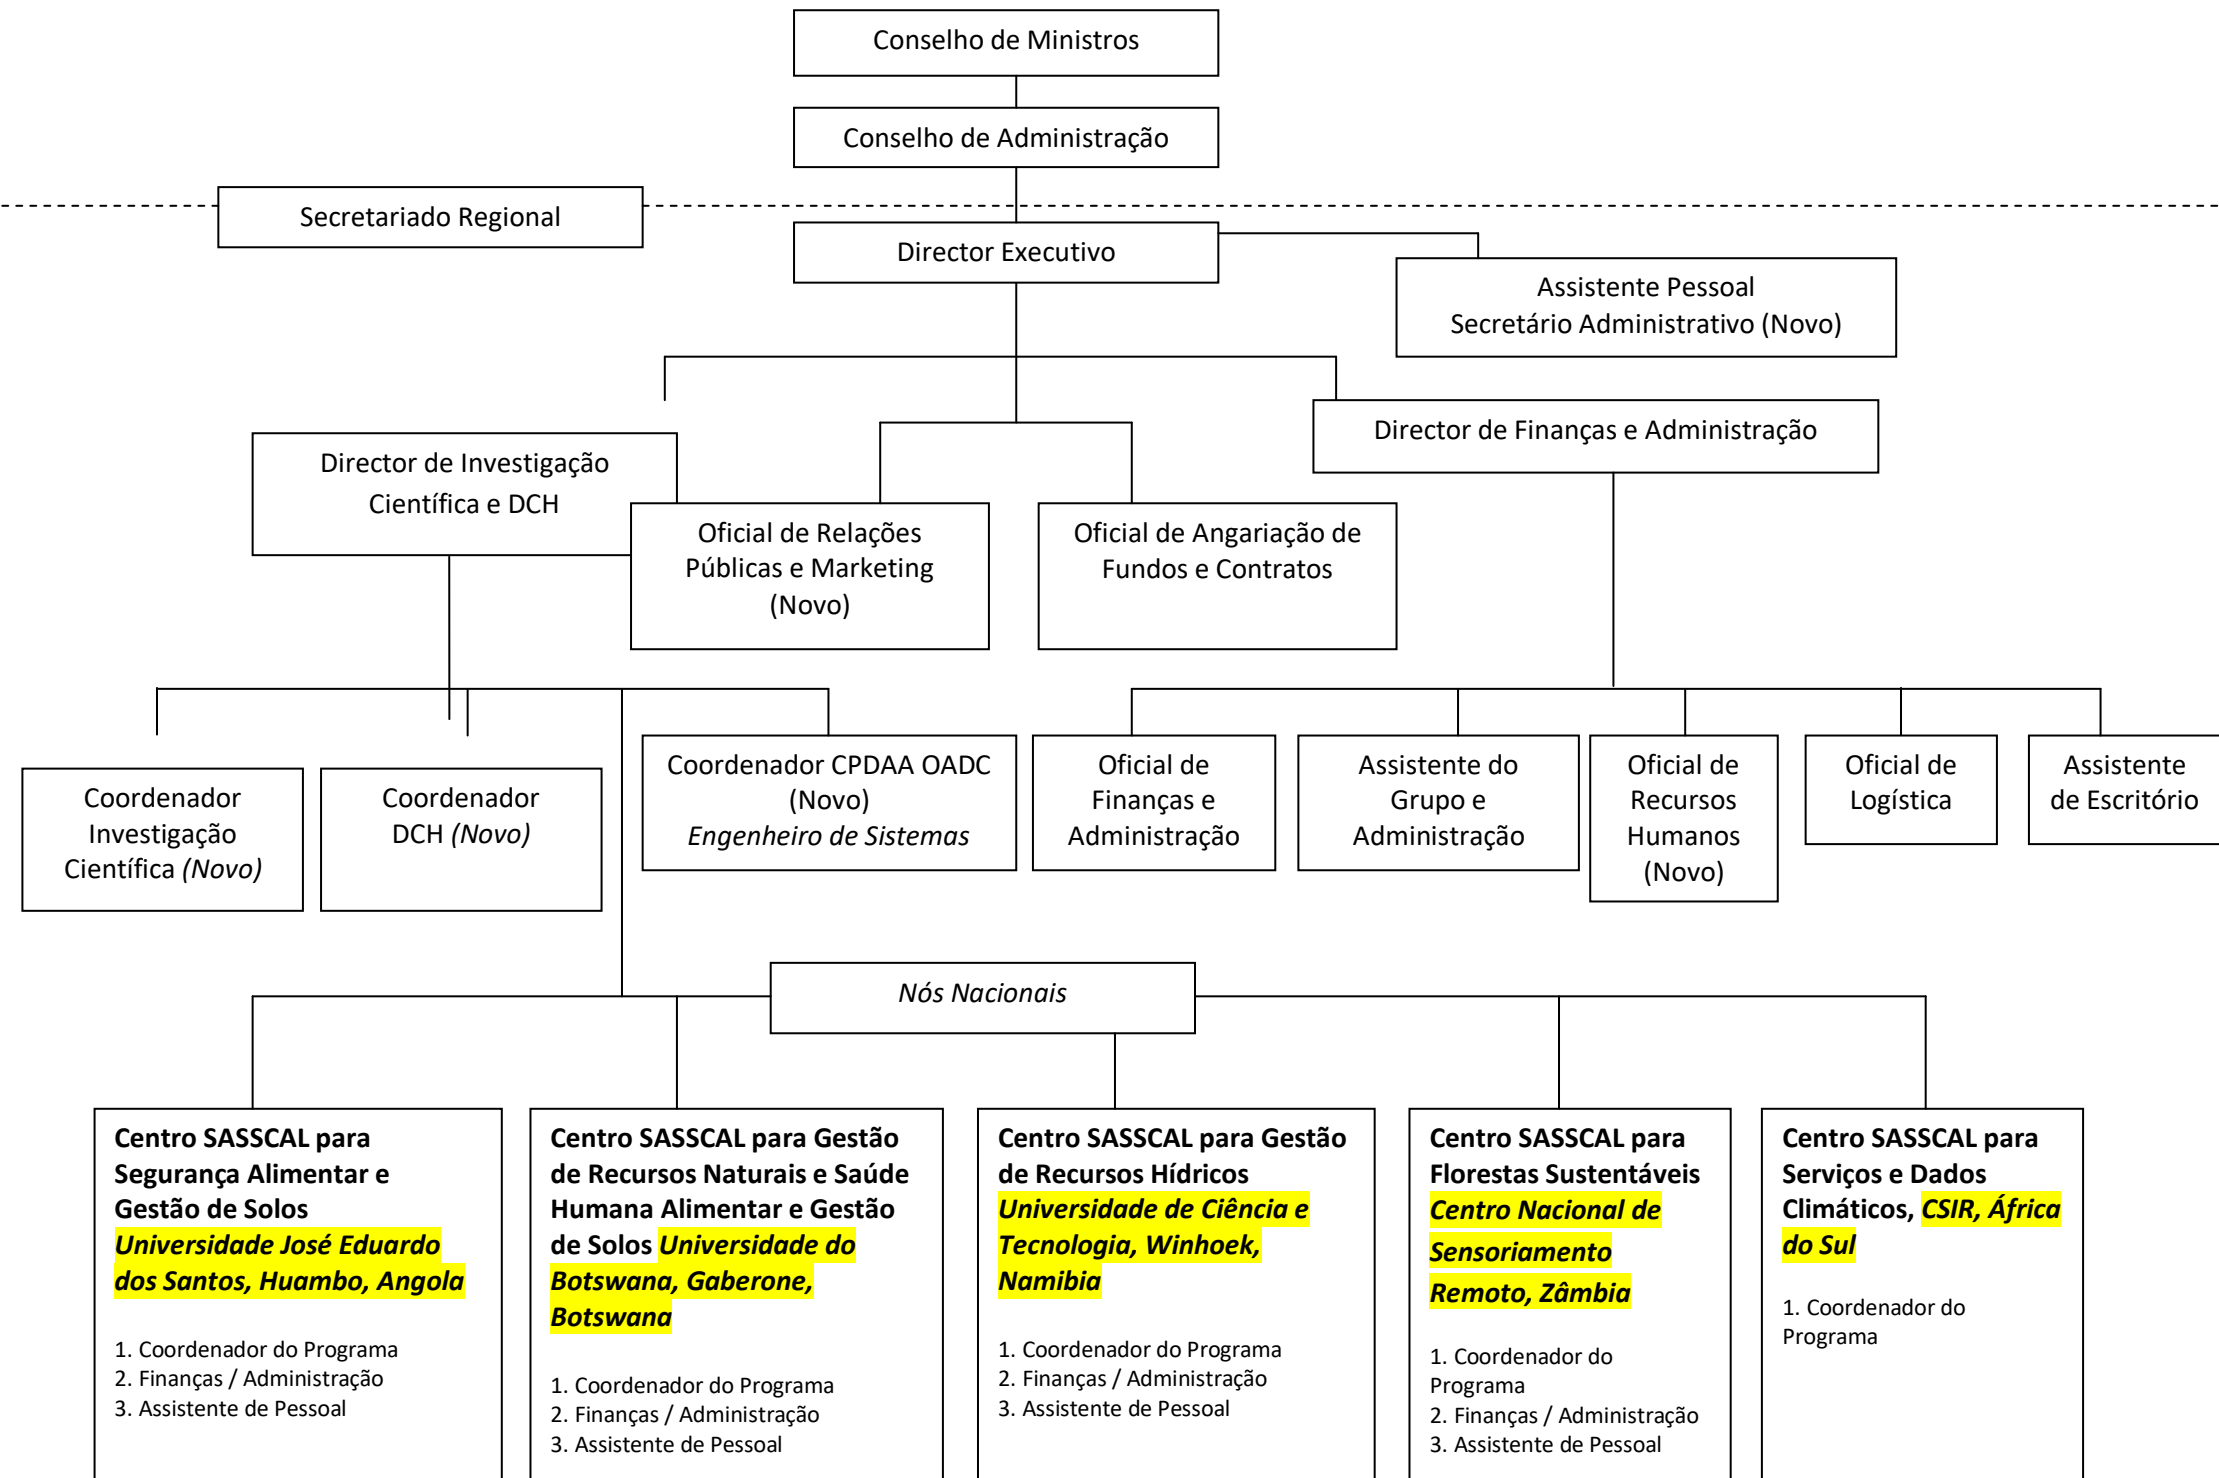 Conselho de Ministros
Conselho de Administração
Secretariado Regional
Director Executivo
Assistente Pessoal
Secretário Administrativo (Novo)
Director de Investigação
Científica e DCH
Director de Finanças e Administração
Oficial de Relações
Públicas e Marketing
(Novo)
Oficial de Angariação de
Fundos e Contratos
Coordenador
Investigação
Científica (Novo)
Coordenador
DCH (Novo)
Coordenador CPDAA OADC
(Novo)
Engenheiro de Sistemas
Oficial de
Finanças e
Administração
Assistente do
Grupo e
Administração
Oficial de
Recursos
Humanos
(Novo)
Oficial de
Logística
Assistente
de Escritório
Nós Nacionais
Centro SASSCAL para
Segurança Alimentar e
Gestão de Solos
Universidade José Eduardo
dos Santos, Huambo, Angola
1. Coordenador do Programa
2. Finanças / Administração
3. Assistente de Pessoal
Centro SASSCAL para Gestão
de Recursos Naturais e Saúde
Humana Alimentar e Gestão
de Solos Universidade do
Botswana, Gaberone,
Botswana
1. Coordenador do Programa
2. Finanças / Administração
3. Assistente de Pessoal
Centro SASSCAL para Gestão
de Recursos Hídricos
Universidade de Ciência e
Tecnologia, Winhoek,
Namibia
1. Coordenador do Programa
2. Finanças / Administração
3. Assistente de Pessoal
Centro SASSCAL para
Florestas Sustentáveis
Centro Nacional de
Sensoriamento
Remoto, Zâmbia
1. Coordenador do
Programa
2. Finanças / Administração
3. Assistente de Pessoal
Centro SASSCAL para
Serviços e Dados
Climáticos, CSIR, África
do Sul
1. Coordenador do
Programa